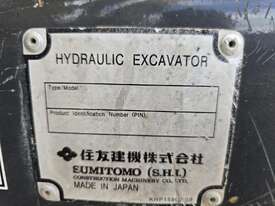 HYDRAULIC EXCAVATOR
Type/Model
Product Identification Number (PIN)
住友建機株式会社
SUMITOMO (S.H.I.)
CONSTRUCTION MACHINERY CO., LTD.
MADE IN JAPAN